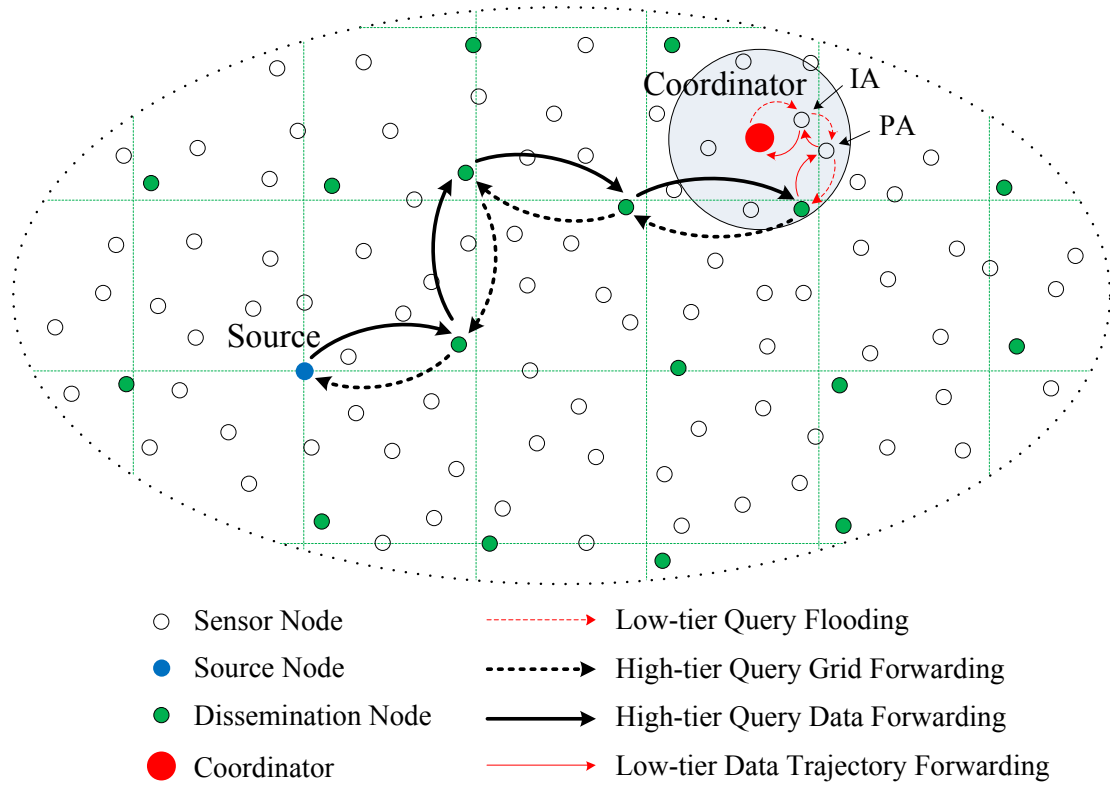 IA
Coordinator
PA
Source
Sensor Node
Low-tier Query Flooding
Source Node
High-tier Query Grid Forwarding
Dissemination Node
High-tier Query Data Forwarding
Coordinator
Low-tier Data Trajectory Forwarding